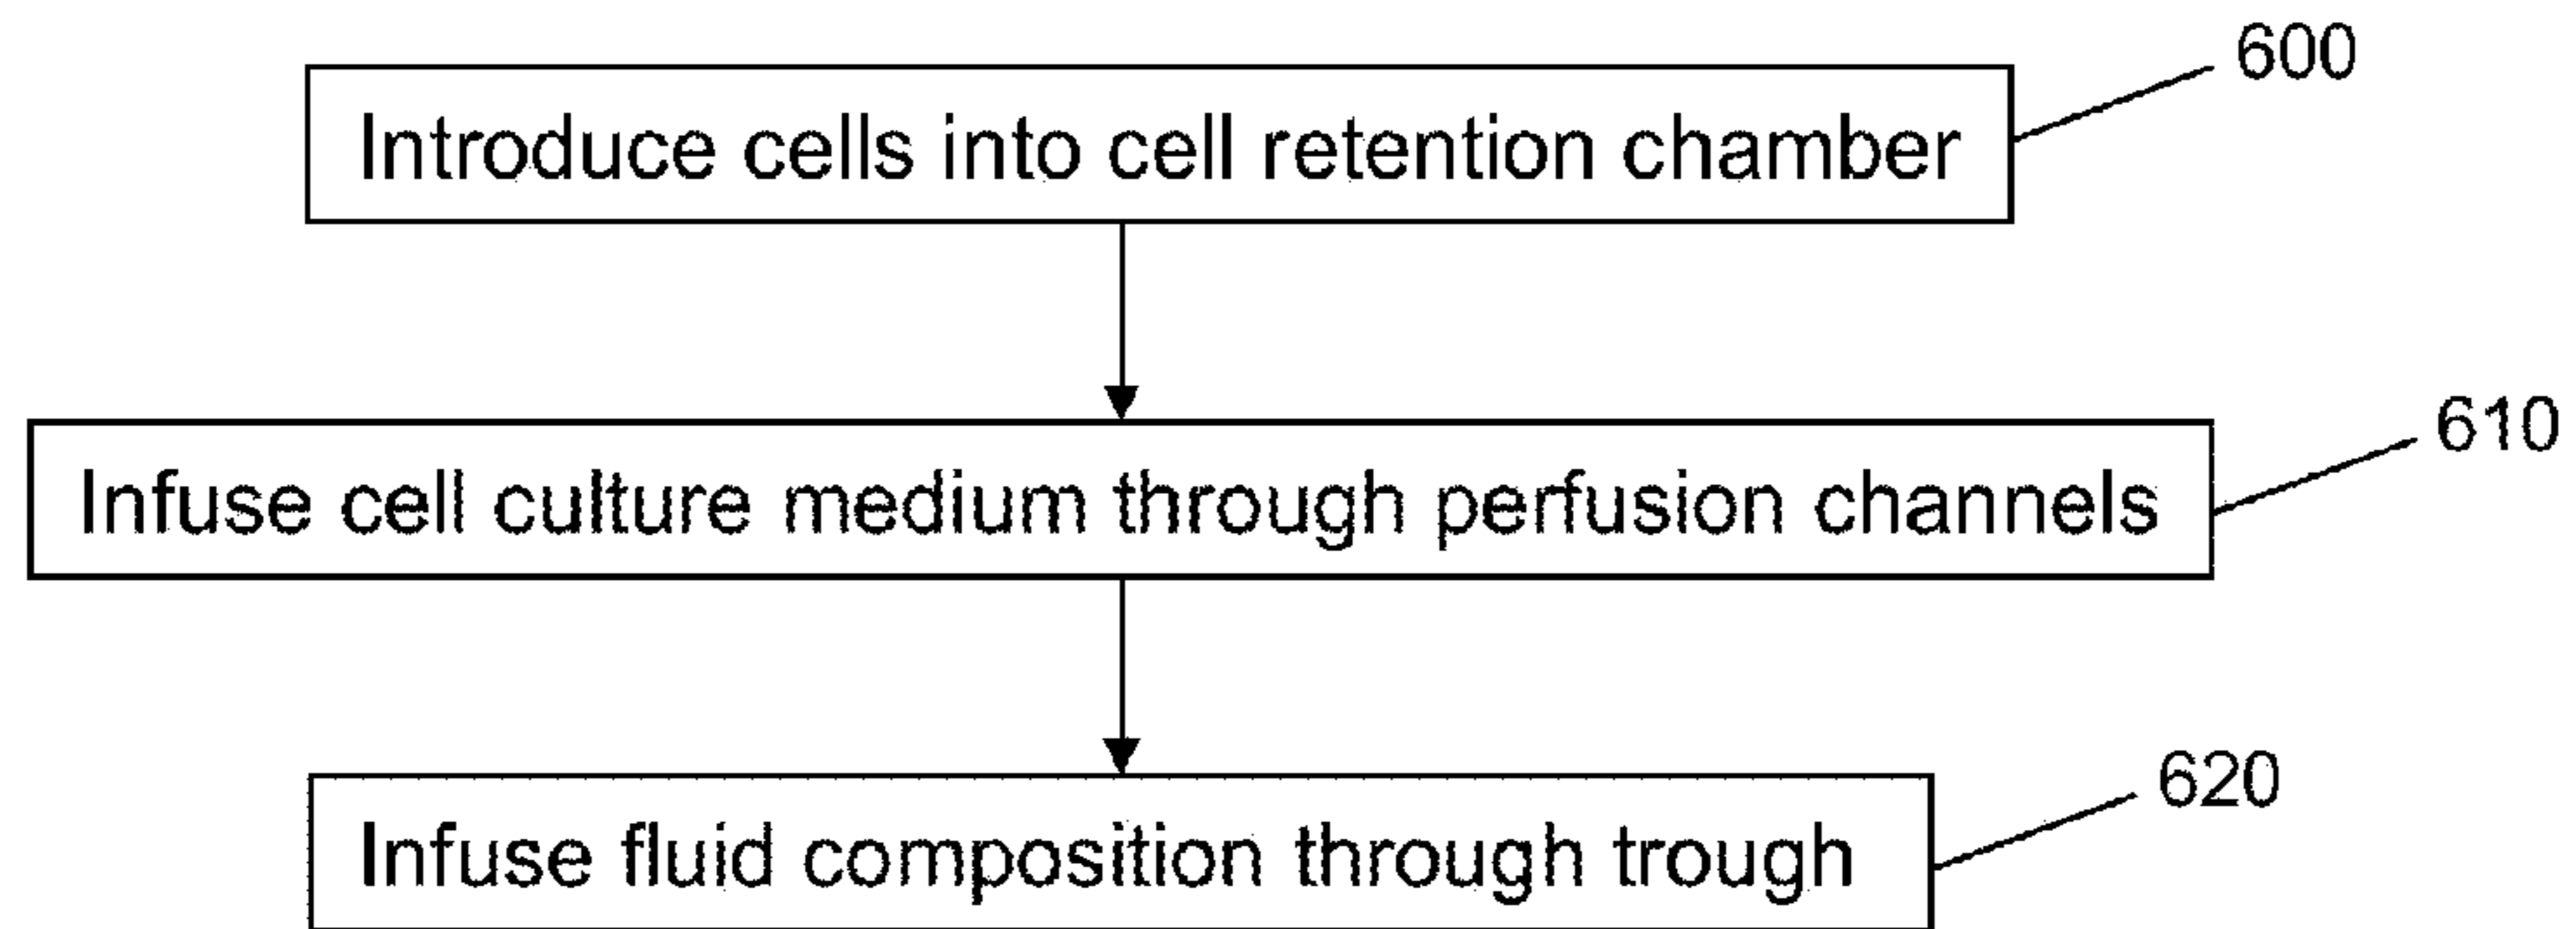 600
Introduce cells into cell retention chamber
610
Infuse cell culture medium through perfusion channels
620
Infuse fluid composition through trough